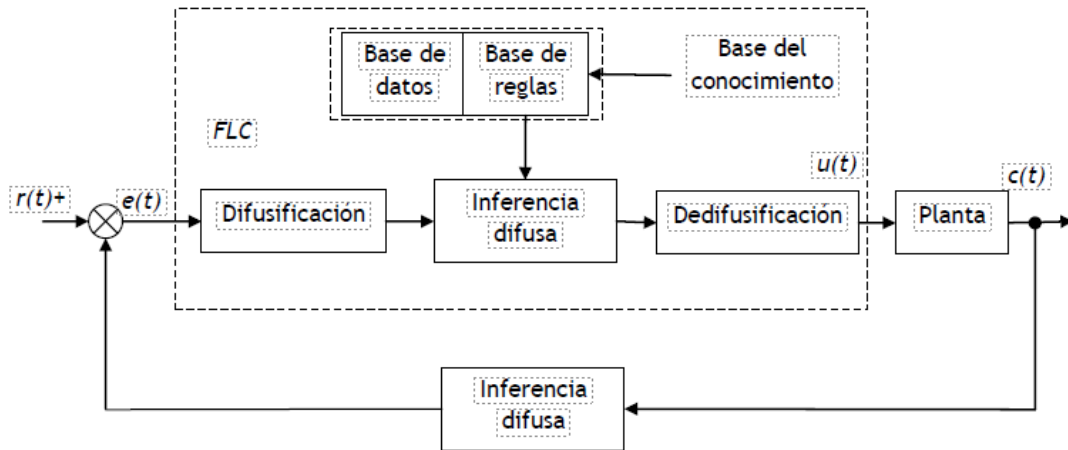 Base de
datos
Base de
reglas
Base del
conocimiento
FLC
r(t)+
e(t)
Difusificación
Inferencia
difusa
Dedifusificación
u(t)
Planta
c(t)
Inferencia
difusa